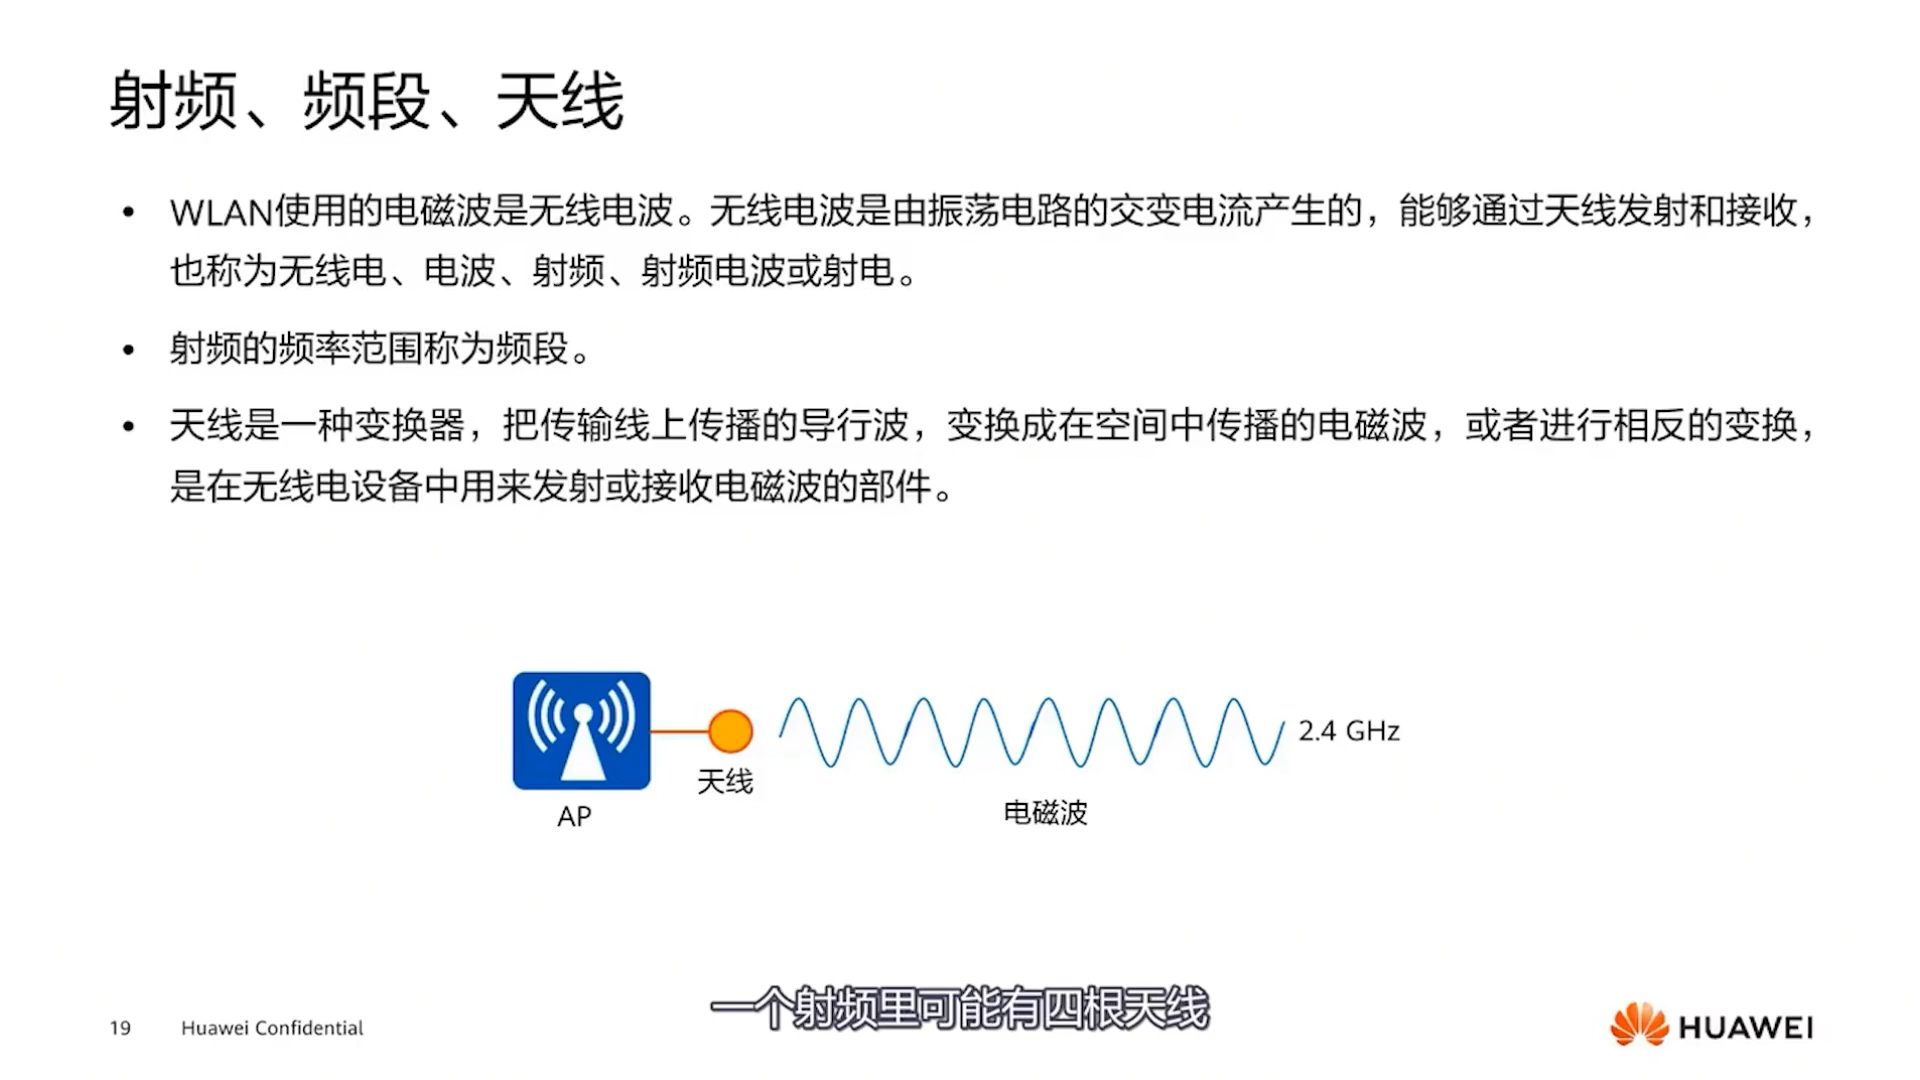 射频、频段、天线
• WLAN使用的电磁波是无线电波。无线电波是由振荡电路的交变电流产生的，能够通过天线发射和接收，
也称为无线电、电波、射频、射频电波或射电。
• 射频的频率范围称为频段。
• 天线是一种变换器，把传输线上传播的导行波，变换成在空间中传播的电磁波，或者进行相反的变换，
是在无线电设备中用来发射或接收电磁波的部件。
2.4 GHz
天线
AP
电磁波
一个射频里可能有四根天线
19 Huawei Confidential
HUAWEI